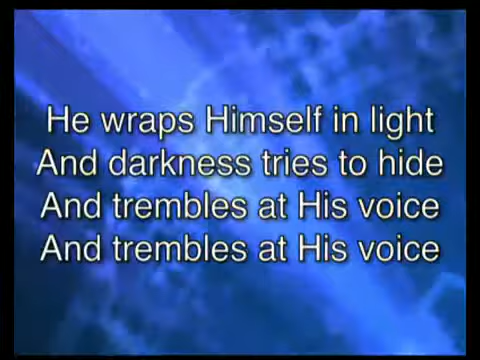 He wraps Himself in light
And darkness tries to hide
And trembles at His voice
And trembles at His voice